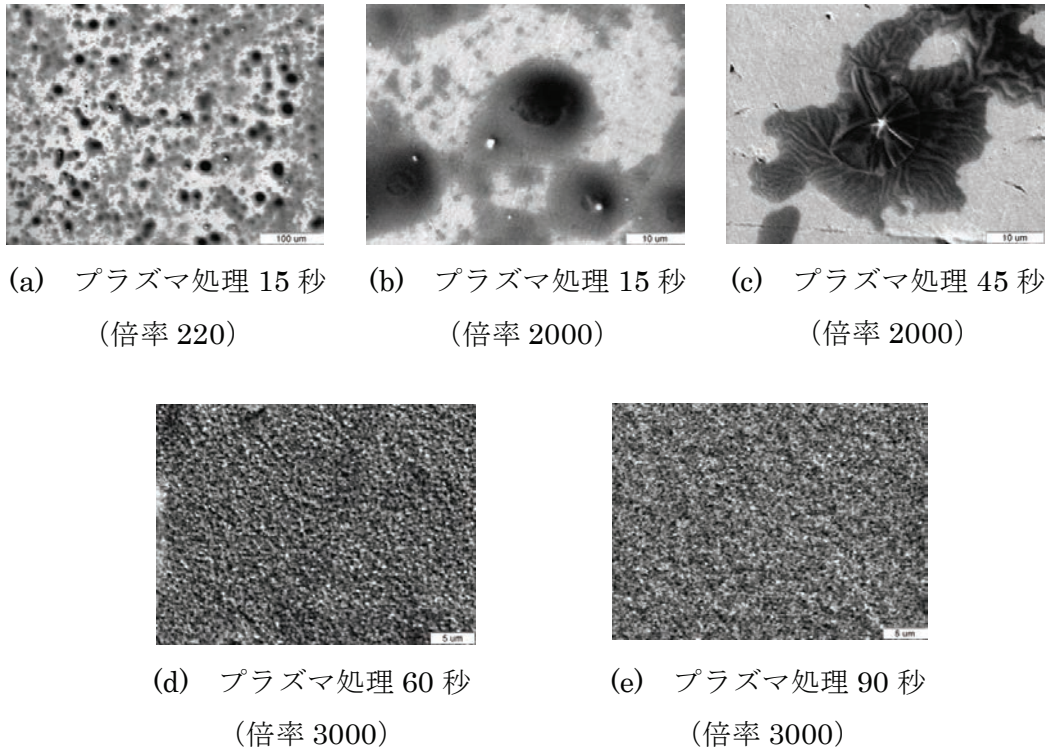 100 um
10 um
10 um
(a) プラズマ処理 15 秒
(b) プラズマ処理 15 秒
(c) プラズマ処理 45 秒
（倍率 220）
（倍率 2000）
（倍率 2000）
5 um
5 um
(d) プラズマ処理 60 秒
(e) プラズマ処理 90 秒
（倍率 3000）
（倍率 3000）